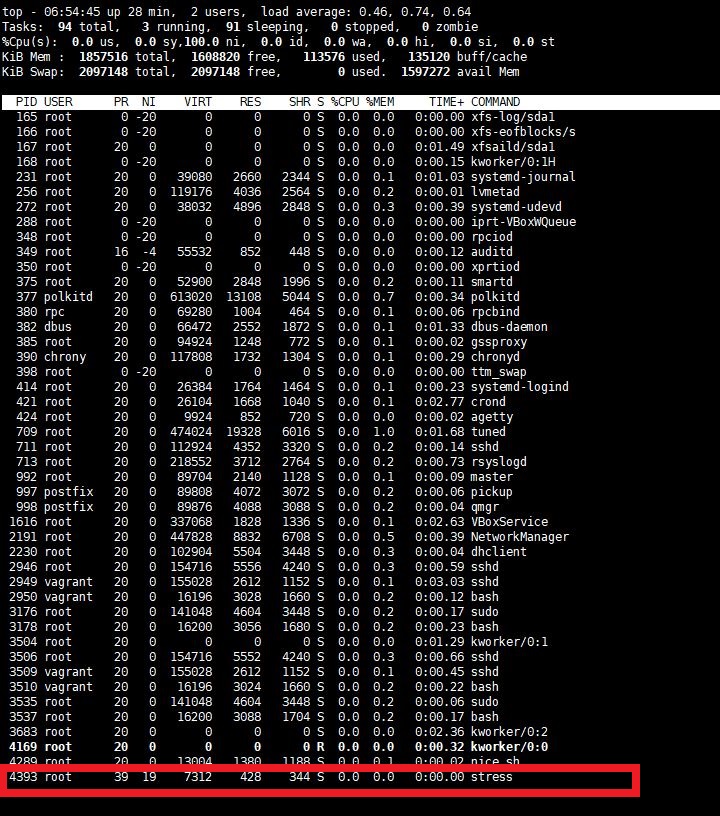 top - 06:54:45 up 28 min,  2 users,  load average: 0.46, 0.74, 0.64
Tasks:  94 total,   3 running,  91 sleeping,   0 stopped,   0 zombie
%Cpu(s):  0.0 us,  0.0 sy,100.0 ni,  0.0 id,  0.0 wa,  0.0 hi,  0.0 si,  0.0 st
KiB Mem :  1857516 total,  1608820 free,   113576 used,   135120 buff/cache
KiB Swap:  2097148 total,  2097148 free,        0 used.  1597272 avail Mem
PID USER PR NI VIRT RES SHR S %CPU %MEM TIME+ COMMAND
165 root 0 -20 0 0 0 S 0.0 0.0 0:00.00 xfs-log/sda1
166 root 0 -20 0 0 0 S 0.0 0.0 0:00.00 xfs-eofblocks/s
167 root 20 0 0 0 0 S 0.0 0.0 0:01.49 xfsaild/sda1
168 root 0 -20 0 0 0 S 0.0 0.0 0:00.15 kworker/0:1H
231 root 20 0 39080 2660 2344 S 0.0 0.1 0:01.03 systemd-journal
256 root 20 0 119176 4036 2564 S 0.0 0.2 0:00.01 lvmetad
272 root 20 0 38032 4896 2848 S 0.0 0.3 0:00.39 systemd-udevd
288 root 0 -20 0 0 0 S 0.0 0.0 0:00.00 iprt-VBoxWQueue
348 root 0 -20 0 0 0 S 0.0 0.0 0:00.00 rpciod
349 root 16 -4 55532 852 448 S 0.0 0.0 0:00.12 auditd
350 root 0 -20 0 0 0 S 0.0 0.0 0:00.00 xprtiod
375 root 20 0 52900 2848 1996 S 0.0 0.2 0:00.11 smartd
377 polkitd 20 0 613020 13108 5044 S 0.0 0.7 0:00.34 polkitd
380 rpc 20 0 69280 1004 464 S 0.0 0.1 0:00.06 rpcbind
382 dbus 20 0 66472 2552 1872 S 0.0 0.1 0:01.33 dbus-daemon
385 root 20 0 94924 1248 772 S 0.0 0.1 0:00.02 gssproxy
390 chrony 20 0 117808 1732 1304 S 0.0 0.1 0:00.29 chronyd
398 root 0 -20 0 0 0 S 0.0 0.0 0:00.00 ttm_swap
414 root 20 0 26384 1764 1464 S 0.0 0.1 0:00.23 systemd-logind
421 root 20 0 26104 1668 1040 S 0.0 0.1 0:02.77 crond
424 root 20 0 9924 852 720 S 0.0 0.0 0:00.02 agetty
709 root 20 0 474024 19328 6016 S 0.0 1.0 0:01.68 tuned
711 root 20 0 112924 4352 3320 S 0.0 0.2 0:00.14 sshd
713 root 20 0 218552 3712 2764 S 0.0 0.2 0:00.73 rsyslogd
992 root 20 0 89704 2140 1128 S 0.0 0.1 0:00.09 master
997 postfix 20 0 89808 4072 3072 S 0.0 0.2 0:00.06 pickup
998 postfix 20 0 89876 4088 3088 S 0.0 0.2 0:00.04 qmgr
1616 root 20 0 337068 1828 1336 S 0.0 0.1 0:02.63 VBoxService
2191 root 20 0 447828 8832 6708 S 0.0 0.5 0:00.39 NetworkManager
2230 root 20 0 102904 5504 3448 S 0.0 0.3 0:00.04 dhclient
2946 root 20 0 154716 5556 4240 S 0.0 0.3 0:00.59 sshd
2949 vagrant 20 0 155028 2612 1152 S 0.0 0.1 0:03.03 sshd
2950 vagrant 20 0 16196 3028 1660 S 0.0 0.2 0:00.12 bash
3176 root 20 0 141048 4604 3448 S 0.0 0.2 0:00.17 sudo
3178 root 20 0 16200 3056 1680 S 0.0 0.2 0:00.23 bash
3504 root 20 0 0 0 0 S 0.0 0.0 0:01.29 kworker/0:1
3506 root 20 0 154716 5552 4240 S 0.0 0.3 0:00.66 sshd
3509 vagrant 20 0 155028 2612 1152 S 0.0 0.1 0:00.45 sshd
3510 vagrant 20 0 16196 3024 1660 S 0.0 0.2 0:00.22 bash
3535 root 20 0 141048 4604 3448 S 0.0 0.2 0:00.06 sudo
3537 root 20 0 16200 3088 1704 S 0.0 0.2 0:00.17 bash
3683 root 20 0 0 0 0 S 0.0 0.0 0:02.36 kworker/0:2
4169 root 20 0 0 0 0 R 0.0 0.0 0:00.32 kworker/0:0
4289 root 20 0 13004 1380 1188 S 0.0 0.1 0:00.02 nice.sh
4393 root 39 19 7312 428 344 S 0.0 0.0 0:00.00 stress